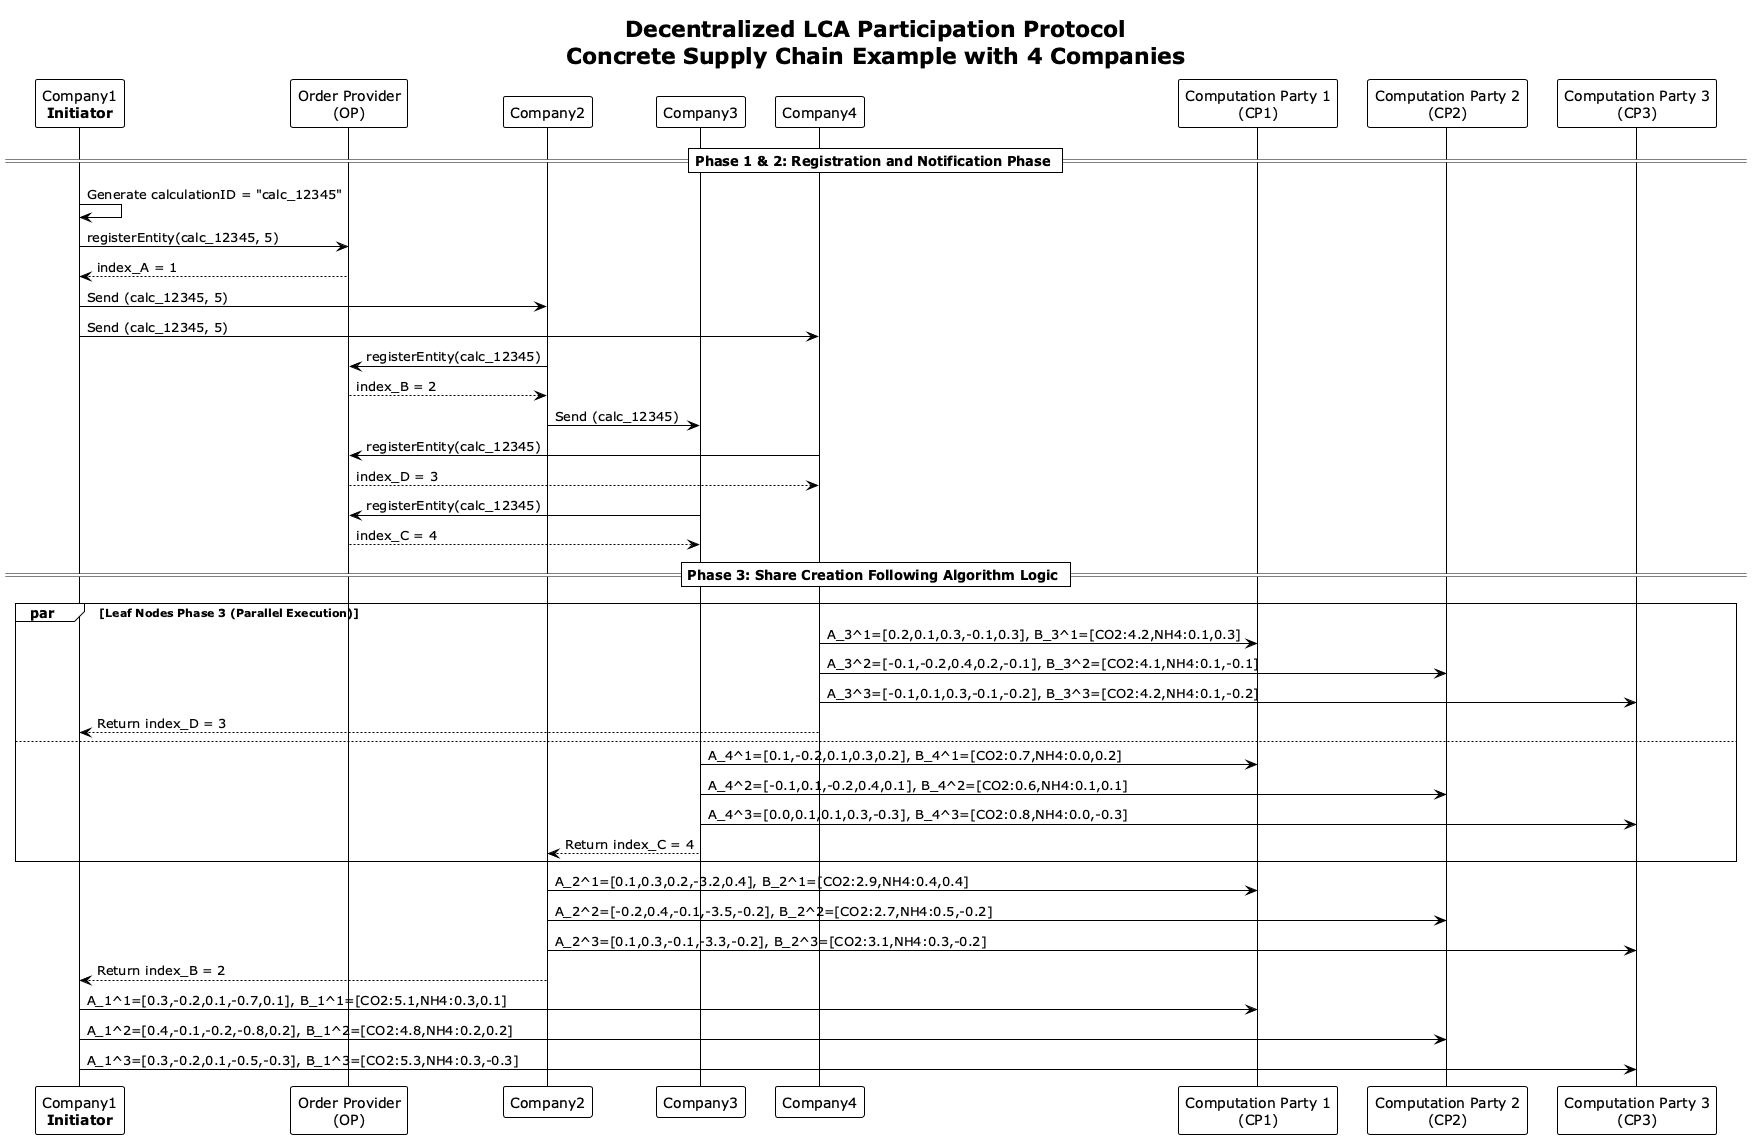 Decentralized LCA Participation Protocol
Concrete Supply Chain Example with 4 Companies
Company1
Initiator
Order Provider
(OP)
Company2
Company3
Company4
Computation Party 1
(CP1)
Computation Party 2
(CP2)
Computation Party 3
(CP3)
Phase 1 & 2: Registration and Notification Phase
Generate calculationID = "calc_12345"
registerEntity(calc_12345, 5)
index_A = 1
Send (calc_12345, 5)
Send (calc_12345, 5)
registerEntity(calc_12345)
index_B = 2
Send (calc_12345)
registerEntity(calc_12345)
index_D = 3
registerEntity(calc_12345)
index_C = 4
Phase 3: Share Creation Following Algorithm Logic
par
[Leaf Nodes Phase 3 (Parallel Execution)]
A_3^1=[0.2,0.1,0.3,-0.1,0.3], B_3^1=[CO2:4.2,NH4:0.1,0.3]
A_3^2=[-0.1,-0.2,0.4,0.2,-0.1], B_3^2=[CO2:4.1,NH4:0.1,-0.1]
A_3^3=[-0.1,0.1,0.3,-0.1,-0.2], B_3^3=[CO2:4.2,NH4:0.1,-0.2]
Return index_D = 3
A_4^1=[0.1,-0.2,0.1,0.3,0.2], B_4^1=[CO2:0.7,NH4:0.0,0.2]
A_4^2=[-0.1,0.1,-0.2,0.4,0.1], B_4^2=[CO2:0.6,NH4:0.1,0.1]
A_4^3=[0.0,0.1,0.1,0.3,-0.3], B_4^3=[CO2:0.8,NH4:0.0,-0.3]
Return index_C = 4
A_2^1=[0.1,0.3,0.2,-3.2,0.4], B_2^1=[CO2:2.9,NH4:0.4,0.4]
A_2^2=[-0.2,0.4,-0.1,-3.5,-0.2], B_2^2=[CO2:2.7,NH4:0.5,-0.2]
A_2^3=[0.1,0.3,-0.1,-3.3,-0.2], B_2^3=[CO2:3.1,NH4:0.3,-0.2]
Return index_B = 2
A_1^1=[0.3,-0.2,0.1,-0.7,0.1], B_1^1=[CO2:5.1,NH4:0.3,0.1]
A_1^2=[0.4,-0.1,-0.2,-0.8,0.2], B_1^2=[CO2:4.8,NH4:0.2,0.2]
A_1^3=[0.3,-0.2,0.1,-0.5,-0.3], B_1^3=[CO2:5.3,NH4:0.3,-0.3]
Company1
Initiator
Order Provider
(OP)
Company2
Company3
Company4
Computation Party 1
(CP1)
Computation Party 2
(CP2)
Computation Party 3
(CP3)